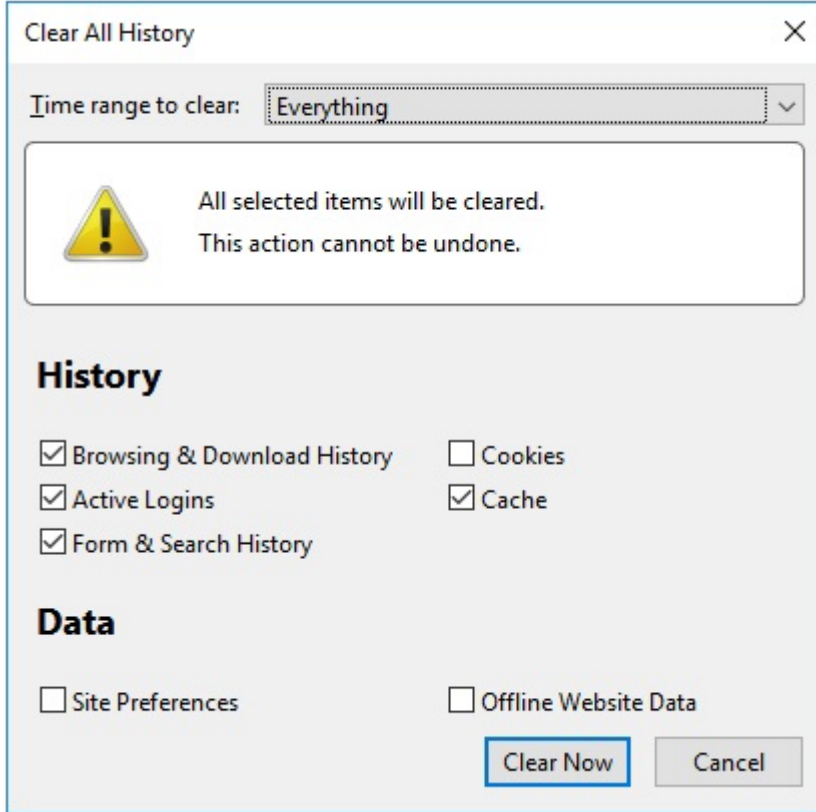 Clear All History
Time range to clear: Everything
All selected items will be cleared.
This action cannot be undone.
History
Browsing & Download History Cookies
Active Logins Cache
Form & Search History
Data
Site Preferences Offline Website Data
Clear Now Cancel